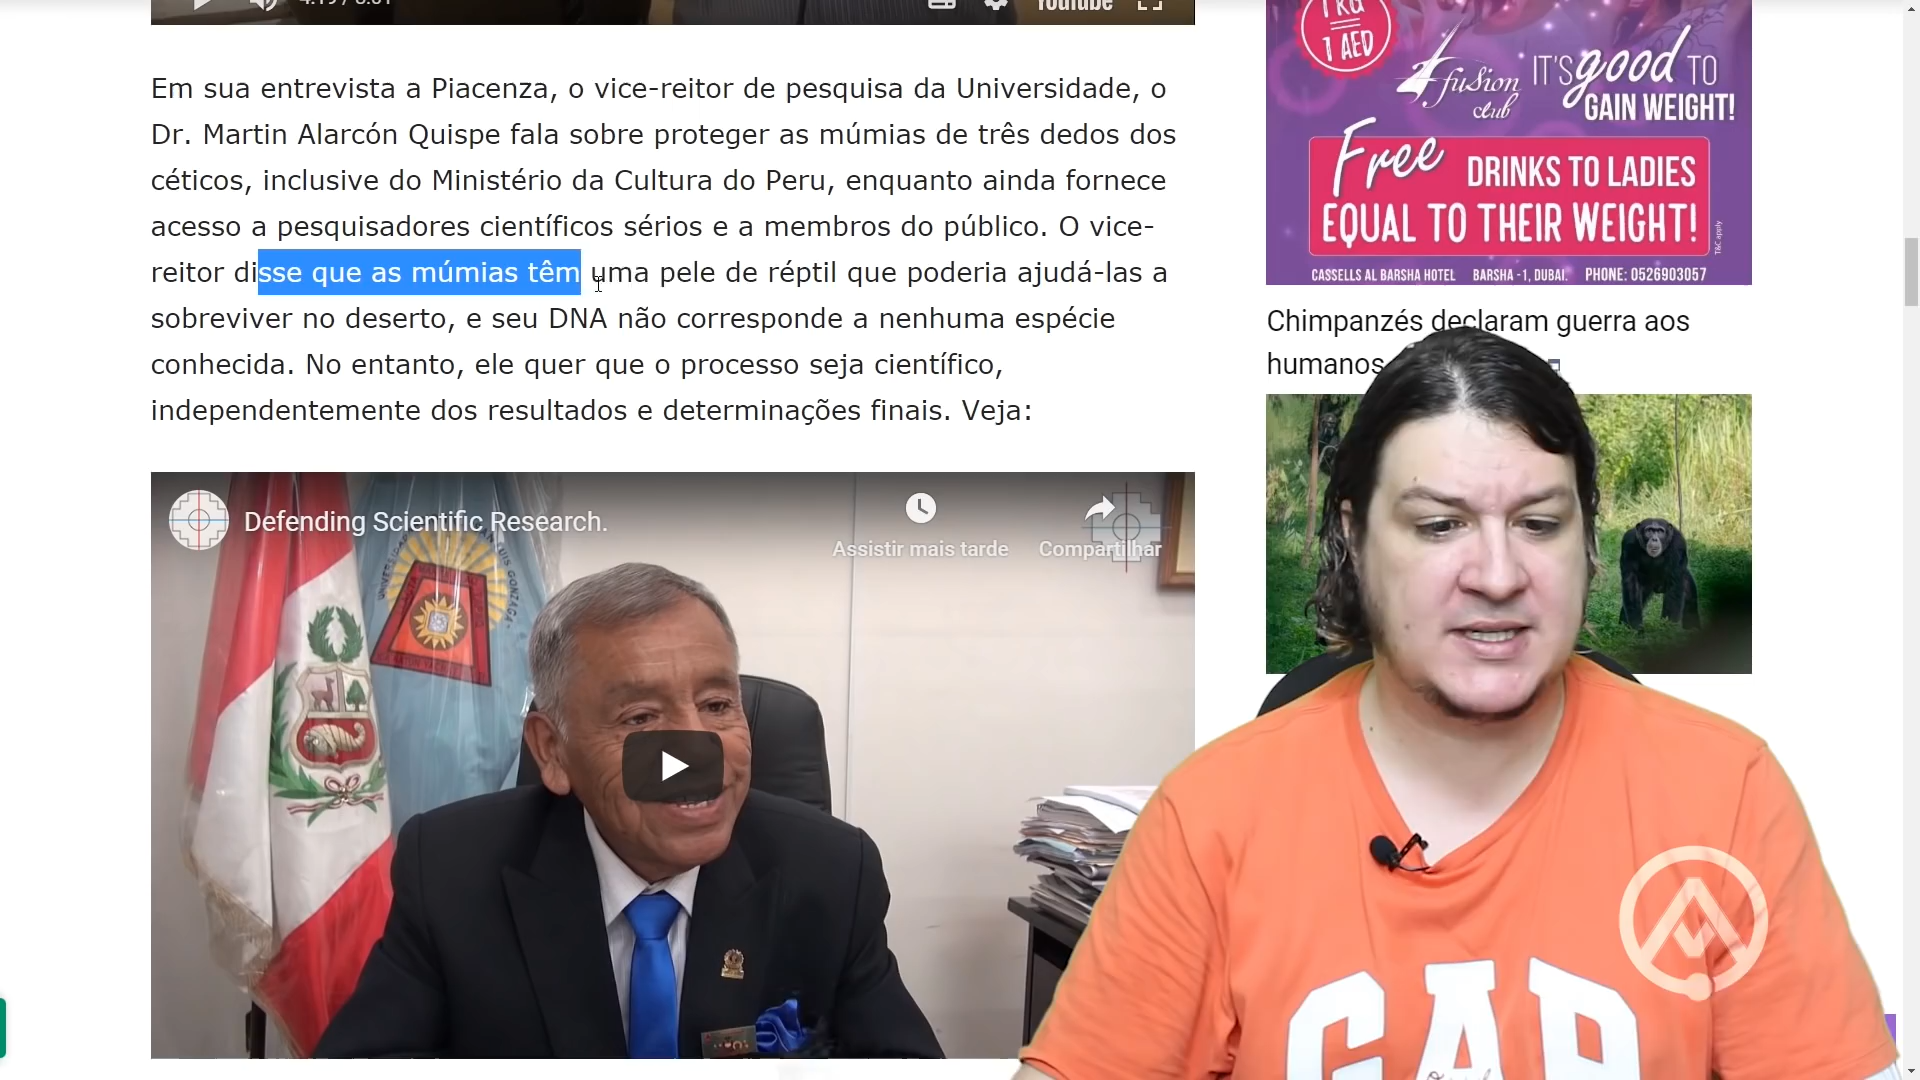 YouTube
Em sua entrevista a Piacenza, o vice-reitor de pesquisa da Universidade, o
Dr. Martin Alarcón Quispe fala sobre proteger as múmias de três dedos dos
céticos, inclusive do Ministério da Cultura do Peru, enquanto ainda fornece
acesso a pesquisadores científicos sérios e a membros do público. O vice-
reitor disse que as múmias têm uma pele de réptil que poderia ajudá-las a
sobreviver no deserto, e seu DNA não corresponde a nenhuma espécie
conhecida. No entanto, ele quer que o processo seja científico,
independentemente dos resultados e determinações finais. Veja:
Defending Scientific Research.
Assistir mais tarde
Compartilhar
1 KG
1 AED
fusion
club
IT'S good TO
GAIN WEIGHT!
Free DRINKS TO LADIES
EQUAL TO THEIR WEIGHT!
T&C apply
CASSELLS AL BARSHA HOTEL BARSHA -1, DUBAI. PHONE: 0526903057
Chimpanzés declaram guerra aos
humanos
GAP